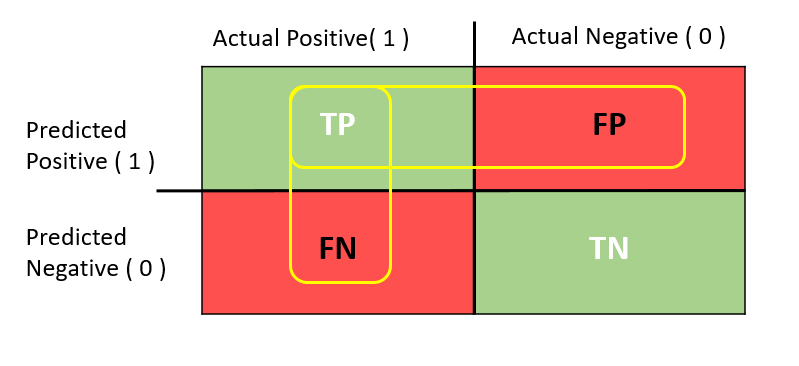 Actual Positive( 1 )
Actual Negative ( 0 )
Predicted
Positive ( 1 )
TP
FP
Predicted
Negative ( 0 )
FN
TN